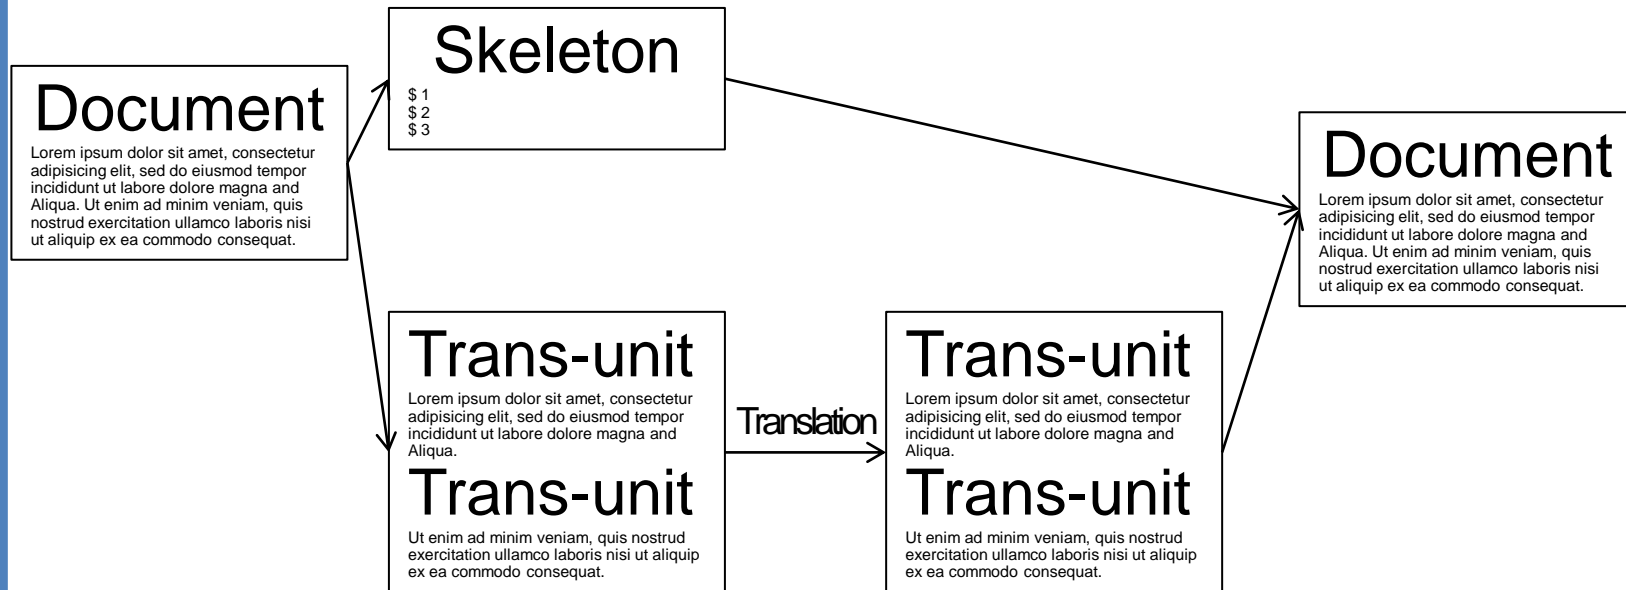 Document
Lorem ipsum dolor sit amet, consectetur
adipisicing elit, sed do eiusmod tempor
incididunt ut labore dolore magna and
Aliqua. Ut enim ad minim veniam, quis
nostrud exercitation ullamco laboris nisi
ut aliquip ex ea commodo consequat.
Skeleton
$ 1
$ 2
$ 3
Trans-unit
Lorem ipsum dolor sit amet, consectetur
adipisicing elit, sed do eiusmod tempor
incididunt ut labore dolore magna and
Aliqua.
Trans-unit
Ut enim ad minim veniam, quis nostrud
exercitation ullamco laboris nisi ut aliquip
ex ea commodo consequat.
Translation
Trans-unit
Lorem ipsum dolor sit amet, consectetur
adipisicing elit, sed do eiusmod tempor
incididunt ut labore dolore magna and
Aliqua.
Trans-unit
Ut enim ad minim veniam, quis nostrud
exercitation ullamco laboris nisi ut aliquip
ex ea commodo consequat.
Document
Lorem ipsum dolor sit amet, consectetur
adipisicing elit, sed do eiusmod tempor
incididunt ut labore dolore magna and
Aliqua. Ut enim ad minim veniam, quis
nostrud exercitation ullamco laboris nisi
ut aliquip ex ea commodo consequat.